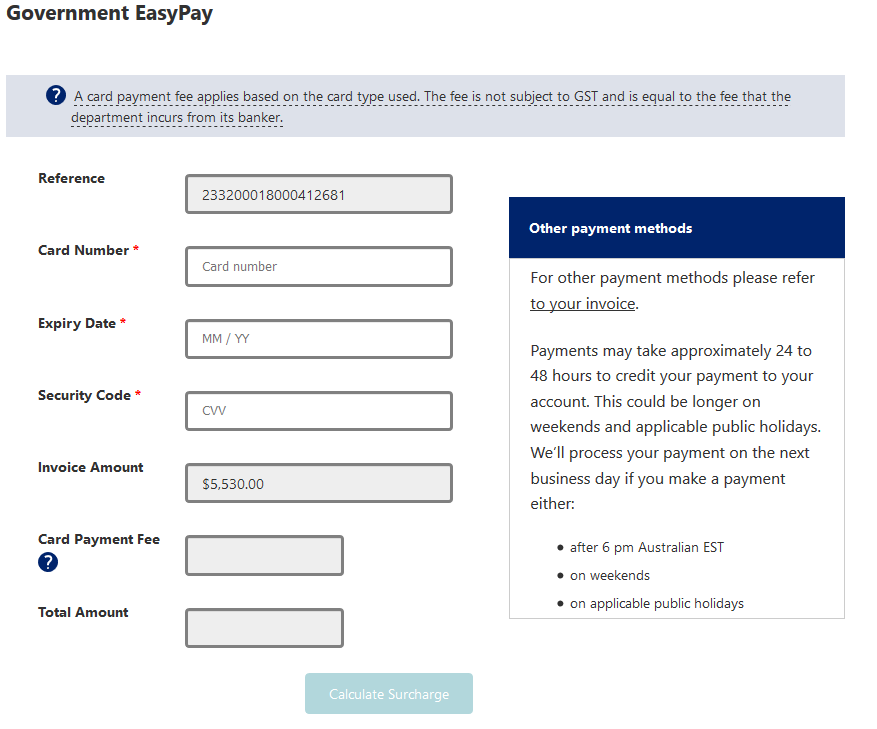 Government EasyPay
? A card payment fee applies based on the card type used. The fee is not subject to GST and is equal to the fee that the
department incurs from its banker.
Reference
233200018000412681
Card Number *
Card number
Expiry Date *
MM / YY
Security Code *
CVV
Invoice Amount
$5,530.00
Card Payment Fee
?
Total Amount
Calculate Surcharge
Other payment methods
For other payment methods please refer
to your invoice.
Payments may take approximately 24 to
48 hours to credit your payment to your
account. This could be longer on
weekends and applicable public holidays.
We'll process your payment on the next
business day if you make a payment
either:
• after 6 pm Australian EST
• on weekends
• on applicable public holidays